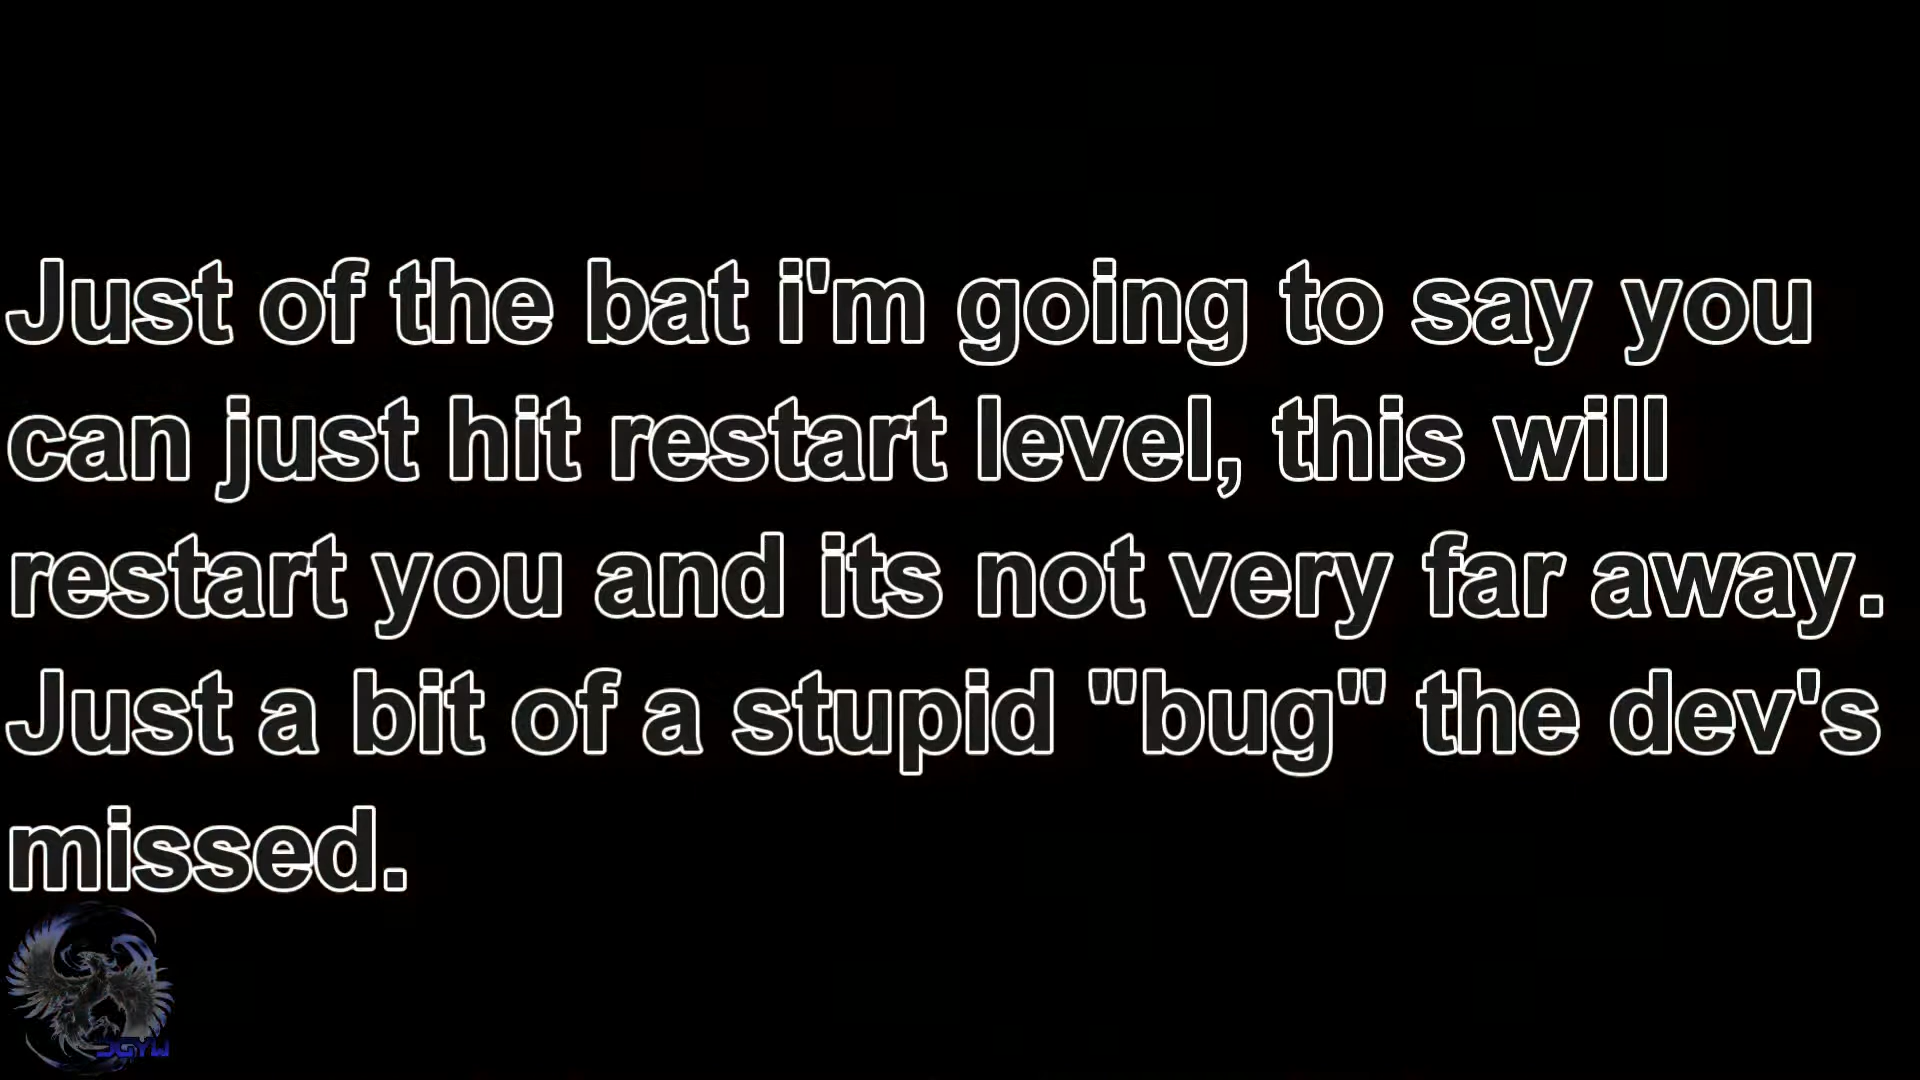 Just of the bat i'm going to say you
can just hit restart level, this will
restart you and its not very far away.
Just a bit of a stupid "bug" the dev's
missed.
JGYW